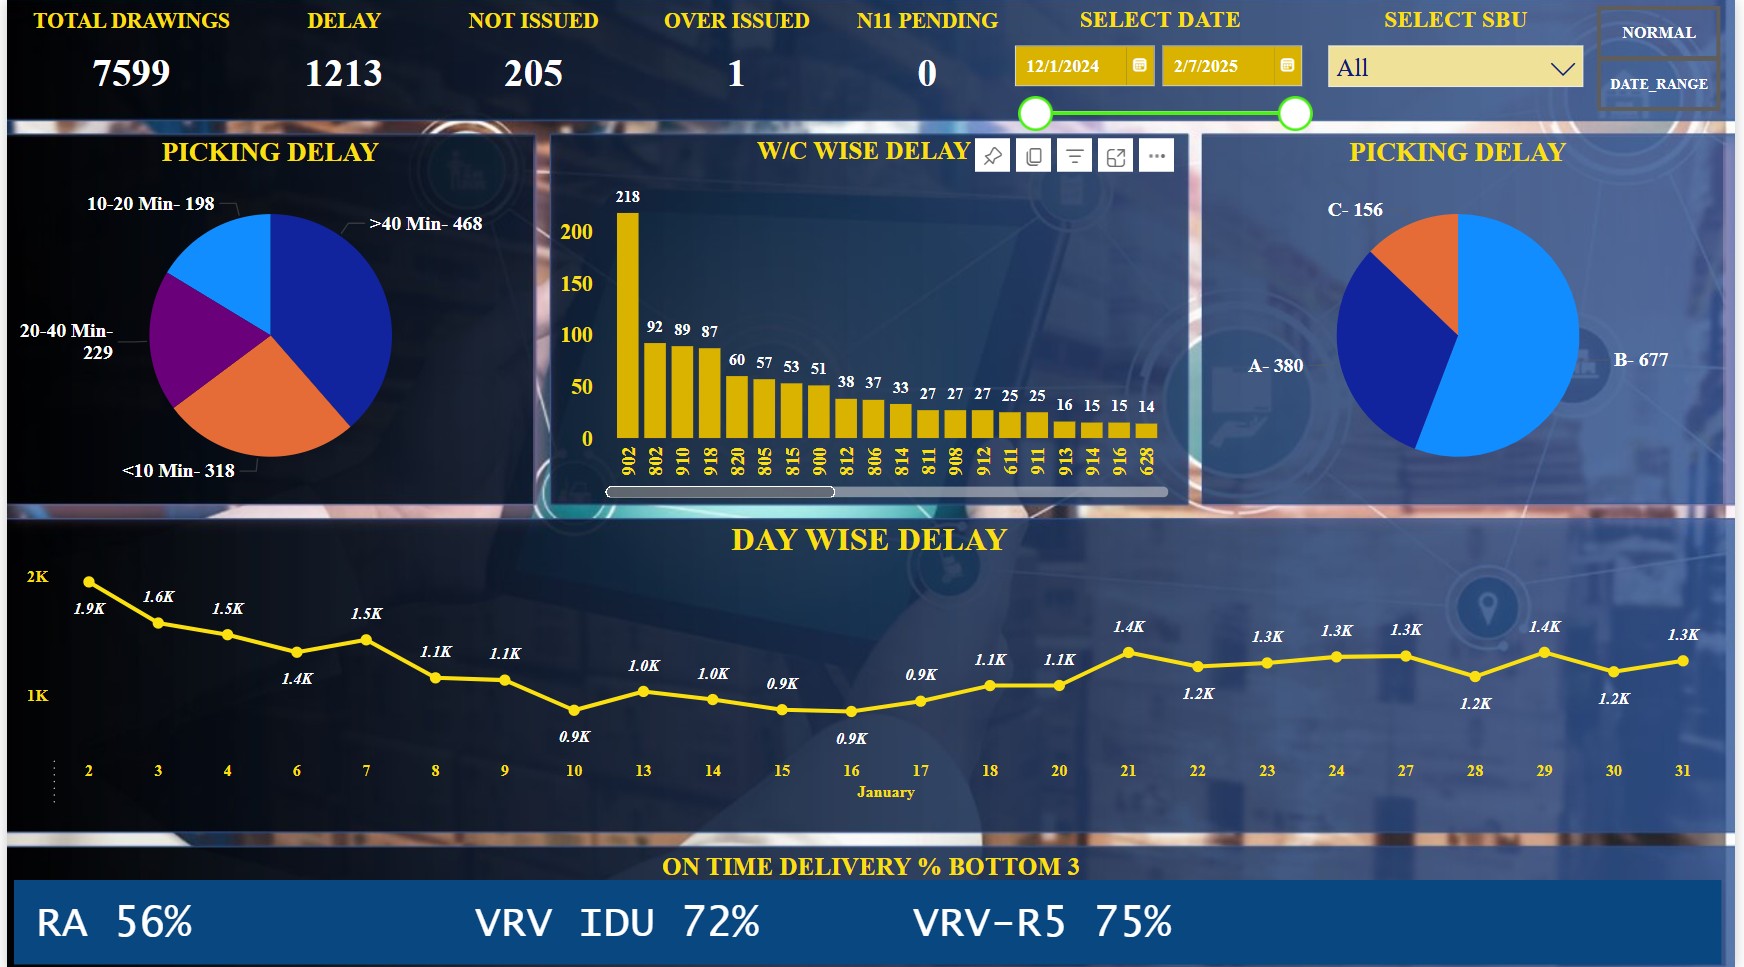 TOTAL DRAWINGS
7599
DELAY
1213
NOT ISSUED
205
OVER ISSUED
1
N11 PENDING
0
SELECT DATE
12/1/2024
2/7/2025
SELECT SBU
All
NORMAL
DATE_RANGE
PICKING DELAY
10-20 Min- 198
>40 Min- 468
20-40 Min-
229
<10 Min- 318
W/C WISE DELAY
218
92 89 87 60 57 53 51 38 37 33 27 27 27 25 25 16 15 15 14
200
150
100
50
0
902 802 910 918 820 805 815 900 812 806 814 811 908 912 611 911 913 914 916 628
PICKING DELAY
C- 156
A- 380
B- 677
DAY WISE DELAY
2K
1K
1.9K 1.6K 1.5K 1.4K 1.5K 1.1K 1.1K 0.9K 1.0K 1.0K 0.9K 0.9K 0.9K 1.1K 1.1K 1.4K 1.2K 1.3K 1.3K 1.3K 1.2K 1.4K 1.2K 1.3K
2 3 4 6 7 8 9 10 13 14 15 16 17 18 20 21 22 23 24 27 28 29 30 31
January
ON TIME DELIVERY % BOTTOM 3
RA 56% VRV IDU 72% VRV-R5 75%